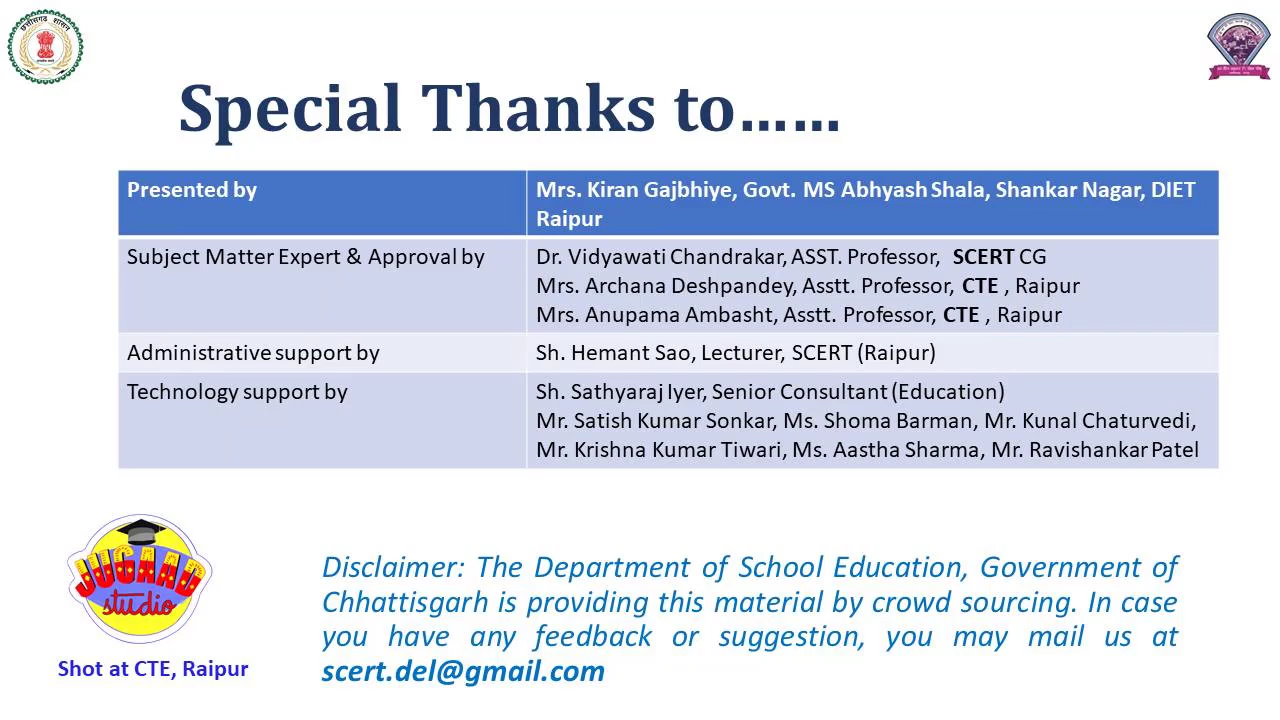 छत्तीसगढ़ शासन
Special Thanks to……
Presented by
Mrs. Kiran Gajbhiye, Govt. MS Abhyash Shala, Shankar Nagar, DIET
Raipur
Subject Matter Expert & Approval by
Dr. Vidyawati Chandrakar, ASST. Professor, SCERT CG
Mrs. Archana Deshpandey, Asstt. Professor, CTE , Raipur
Mrs. Anupama Ambasht, Asstt. Professor, CTE , Raipur
Administrative support by
Sh. Hemant Sao, Lecturer, SCERT (Raipur)
Technology support by
Sh. Sathyaraj Iyer, Senior Consultant (Education)
Mr. Satish Kumar Sonkar, Ms. Shoma Barman, Mr. Kunal Chaturvedi,
Mr. Krishna Kumar Tiwari, Ms. Aastha Sharma, Mr. Ravishankar Patel
JUGAAD
studio
Shot at CTE, Raipur
Disclaimer: The Department of School Education, Government of
Chhattisgarh is providing this material by crowd sourcing. In case
you have any feedback or suggestion, you may mail us at
scert.del@gmail.com